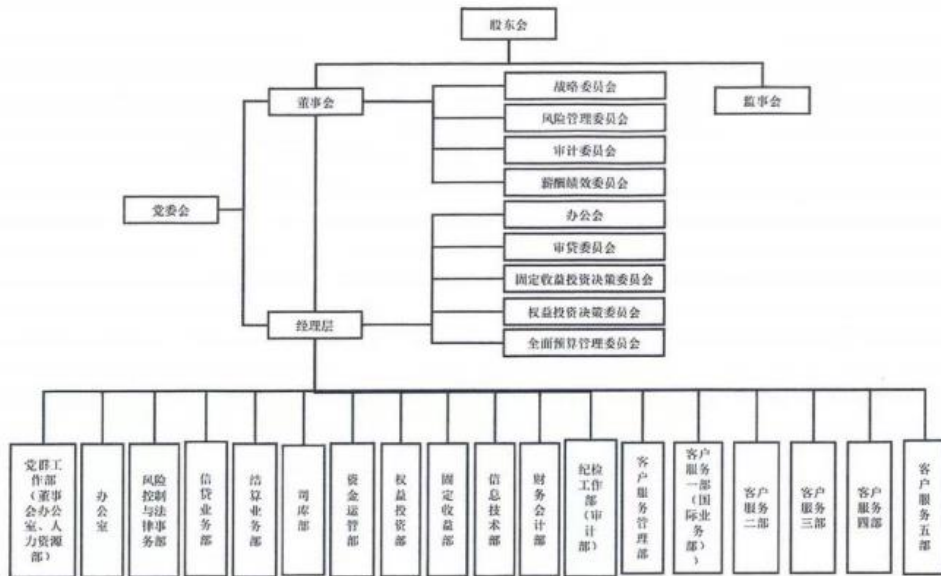 股东会
董事会
监事会
战略委员会
风险管理委员会
审计委员会
薪酬绩效委员会
党委会
办公会
审贷委员会
固定收益投资决策委员会
权益投资决策委员会
经理层
全面预算管理委员会
党群工
作部
（董事
会办公
室、人
力资源
部）
办公室
风险
控制
与法
律事
务部
信贷业务部
结算业务部
司库部
资金运管部
权益投资部
固定收益部
信息技术部
财务会计部
纪检
工作
部（审
计部）
客户服务管理部
客户
服务
一部
（国
际业
务
部）
客户
服务
二部
客户
服务
三部
客户
服务
四部
客户服务五部